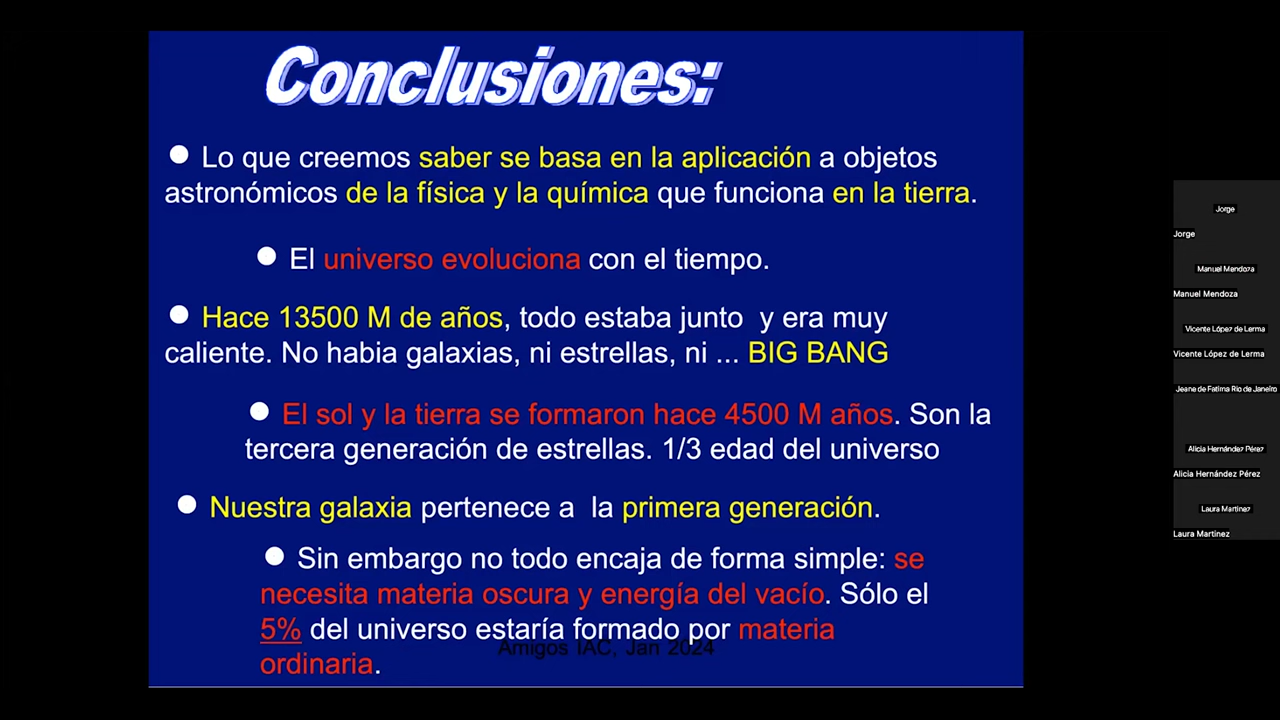 Conclusiones:
● Lo que creemos saber se basa en la aplicación a objetos
astronómicos de la física y la química que funciona en la tierra.
● El universo evoluciona con el tiempo.
● Hace 13500 M de años, todo estaba junto y era muy
caliente. No habia galaxias, ni estrellas, ni ... BIG BANG
● El sol y la tierra se formaron hace 4500 M años. Son la
tercera generación de estrellas. 1/3 edad del universo
● Nuestra galaxia pertenece a la primera generación.
● Sin embargo no todo encaja de forma simple: se
necesita materia oscura y energía del vacío. Sólo el
5% del universo estaría formado por materia
Amigos IAC, Jan 2024
ordinaria.
Jorge
Jorge
Manuel Mendoza
Manuel Mendoza
Vicente López de Lerma
Vicente López de Lerma
Jeane de Fatima Rio de Janeiro
Alicia Hernández Pérez
Alicia Hernández Pérez
Laura Martinez
Laura Martinez